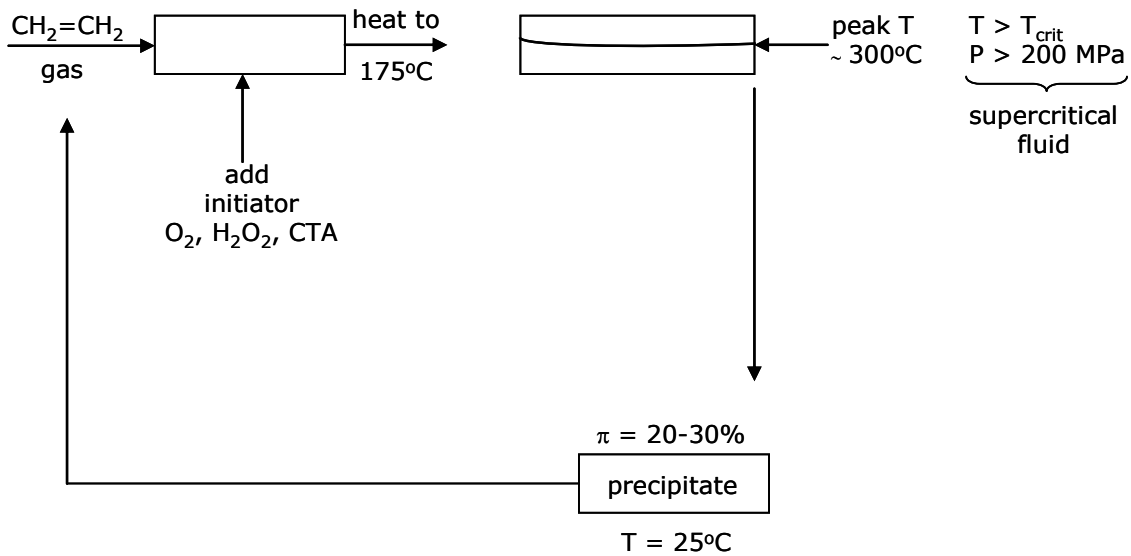 CH₂=CH₂
gas
heat to
175ºC
peak T
~ 300ºC
T > T_crit
P > 200 MPa
supercritical
fluid
add
initiator
O₂, H₂O₂, CTA
π = 20-30%
precipitate
T = 25ºC